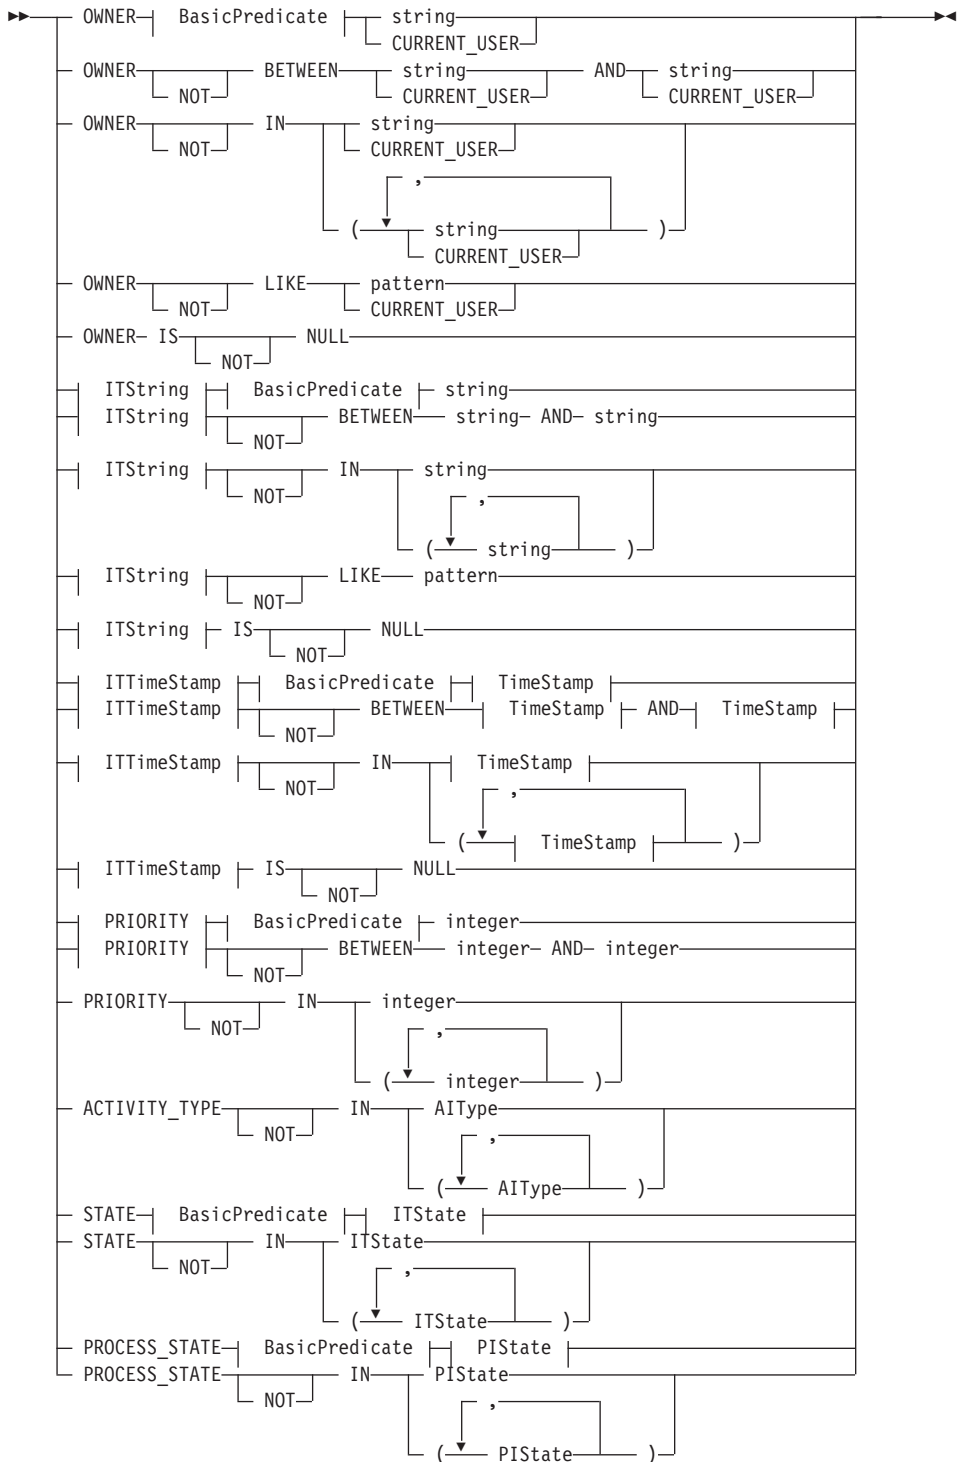 OWNER BasicPredicate string
CURRENT_USER
OWNER BETWEEN string AND string
NOT CURRENT_USER CURRENT_USER
OWNER IN string
NOT CURRENT_USER
,
( string )
CURRENT_USER
OWNER LIKE pattern
NOT CURRENT_USER
OWNER IS NULL
NOT
ITString BasicPredicate string
ITString BETWEEN string AND string
NOT
ITString IN string
NOT ,
( string )
ITString LIKE pattern
NOT
ITString IS NULL
NOT
ITTimeStamp BasicPredicate TimeStamp
ITTimeStamp BETWEEN TimeStamp AND TimeStamp
NOT
ITTimeStamp IN TimeStamp
NOT ,
( TimeStamp )
ITTimeStamp IS NULL
NOT
PRIORITY BasicPredicate integer
PRIORITY BETWEEN integer AND integer
NOT
PRIORITY IN integer
NOT ,
( integer )
ACTIVITY_TYPE IN AIType
NOT ,
( AIType )
STATE BasicPredicate ITState
STATE IN ITState
NOT ,
( ITState )
PROCESS_STATE BasicPredicate PIState
PROCESS_STATE IN PIState
NOT ,
( PIState )